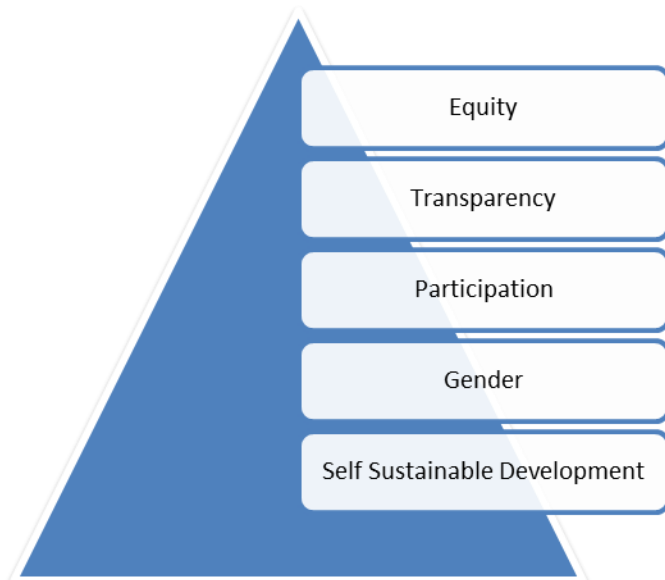 Equity
Transparency
Participation
Gender
Self Sustainable Development